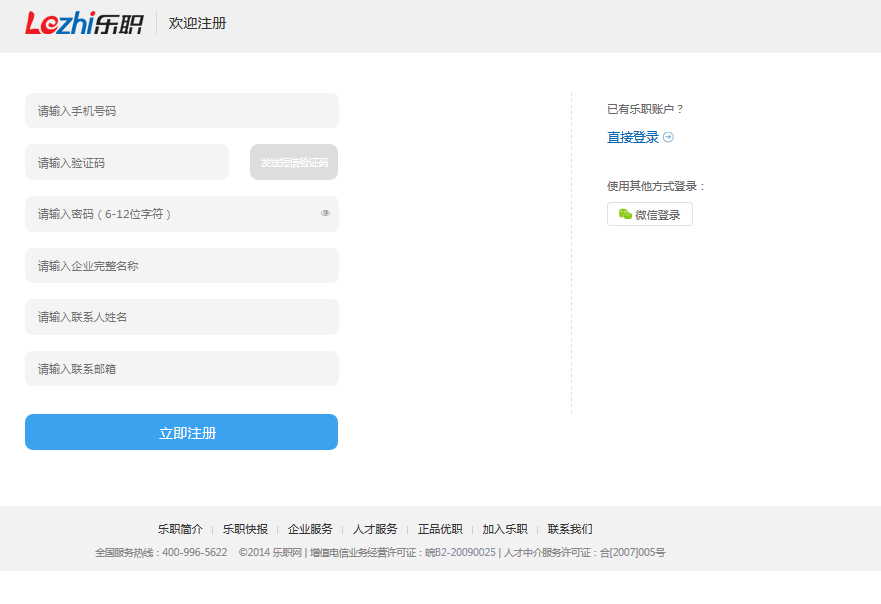 Lezhi乐职 欢迎注册
请输入手机号码
请输入验证码 发送短信验证码
请输入密码（6-12位字符）
请输入企业完整名称
请输入联系人姓名
请输入联系邮箱
立即注册
已有乐职账户？
直接登录
使用其他方式登录：
微信登录
乐职简介 | 乐职快报 | 企业服务 | 人才服务 | 正品优职 | 加入乐职 | 联系我们
全国服务热线：400-996-5622 ©2014 乐职网 | 增值电信业务经营许可证：皖B2-20090025 | 人才中介服务许可证：合[2007]005号